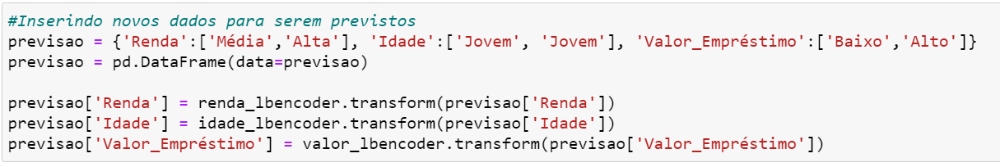 #Inserindo novos dados para serem previstos
previsao = {'Renda':['Média','Alta'], 'Idade':['Jovem', 'Jovem'], 'Valor_Empréstimo':['Baixo','Alto']}
previsao = pd.DataFrame(data=previsao)
previsao['Renda'] = renda_lbencoder.transform(previsao['Renda'])
previsao['Idade'] = idade_lbencoder.transform(previsao['Idade'])
previsao['Valor_Empréstimo'] = valor_lbencoder.transform(previsao['Valor_Empréstimo'])